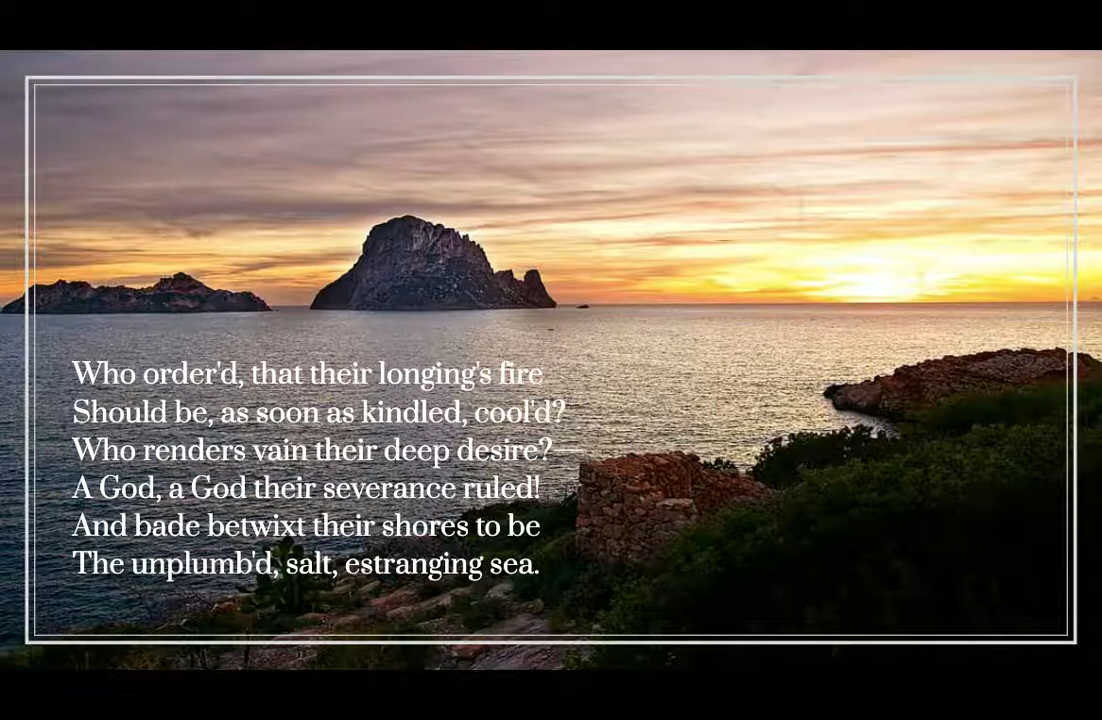 Who order'd, that their longing's fire
Should be, as soon as kindled, cool'd?
Who renders vain their deep desire?—
A God, a God their severance ruled!
And bade betwixt their shores to be
The unplumb'd, salt, estranging sea.